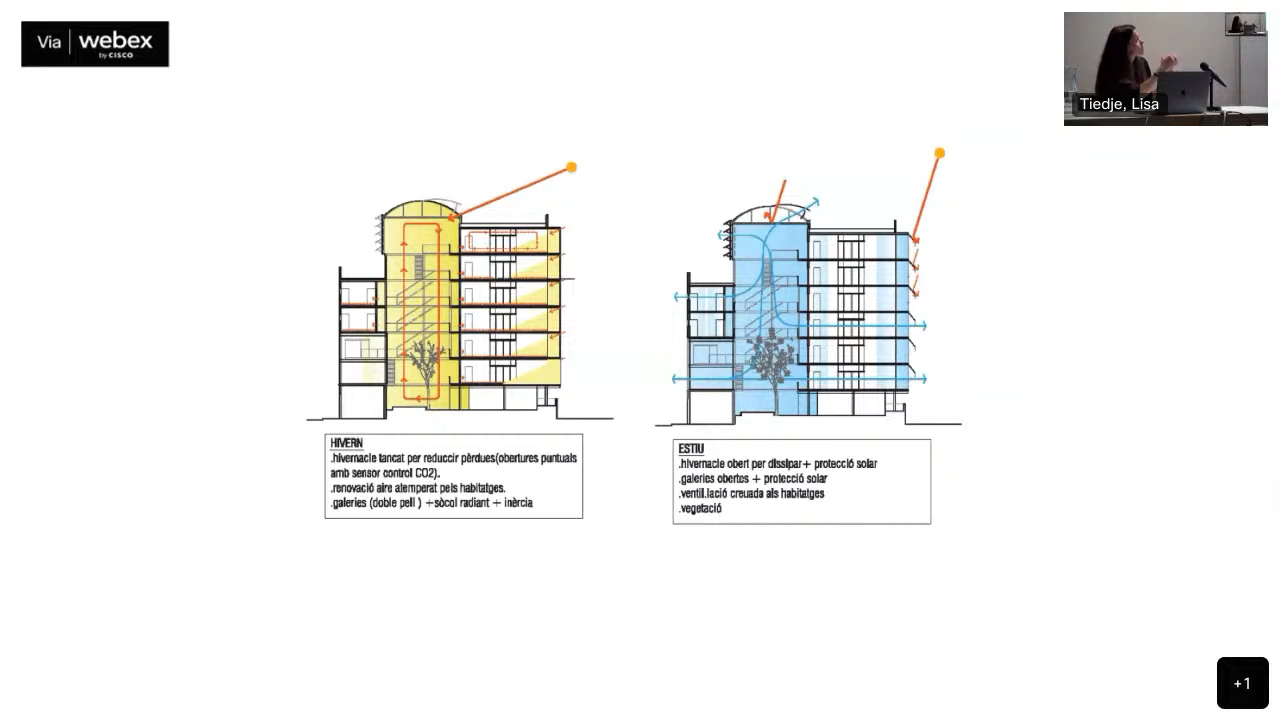 Via webex
by CISCO
Tiedje, Lisa
HIVERN
.hivernacle tancat per reduccir pèrdues(obertures puntuals
amb sensor control CO2).
.renovació aire atemperat pels habitatges.
.galeries (doble pell ) +sòcol radiant + inèrcia
ESTIU
.hivernacle obert per dissipar+ protecció solar
.galeries obertes + protecció solar
.ventil.lació creuada als habitatges
.vegetació
+1